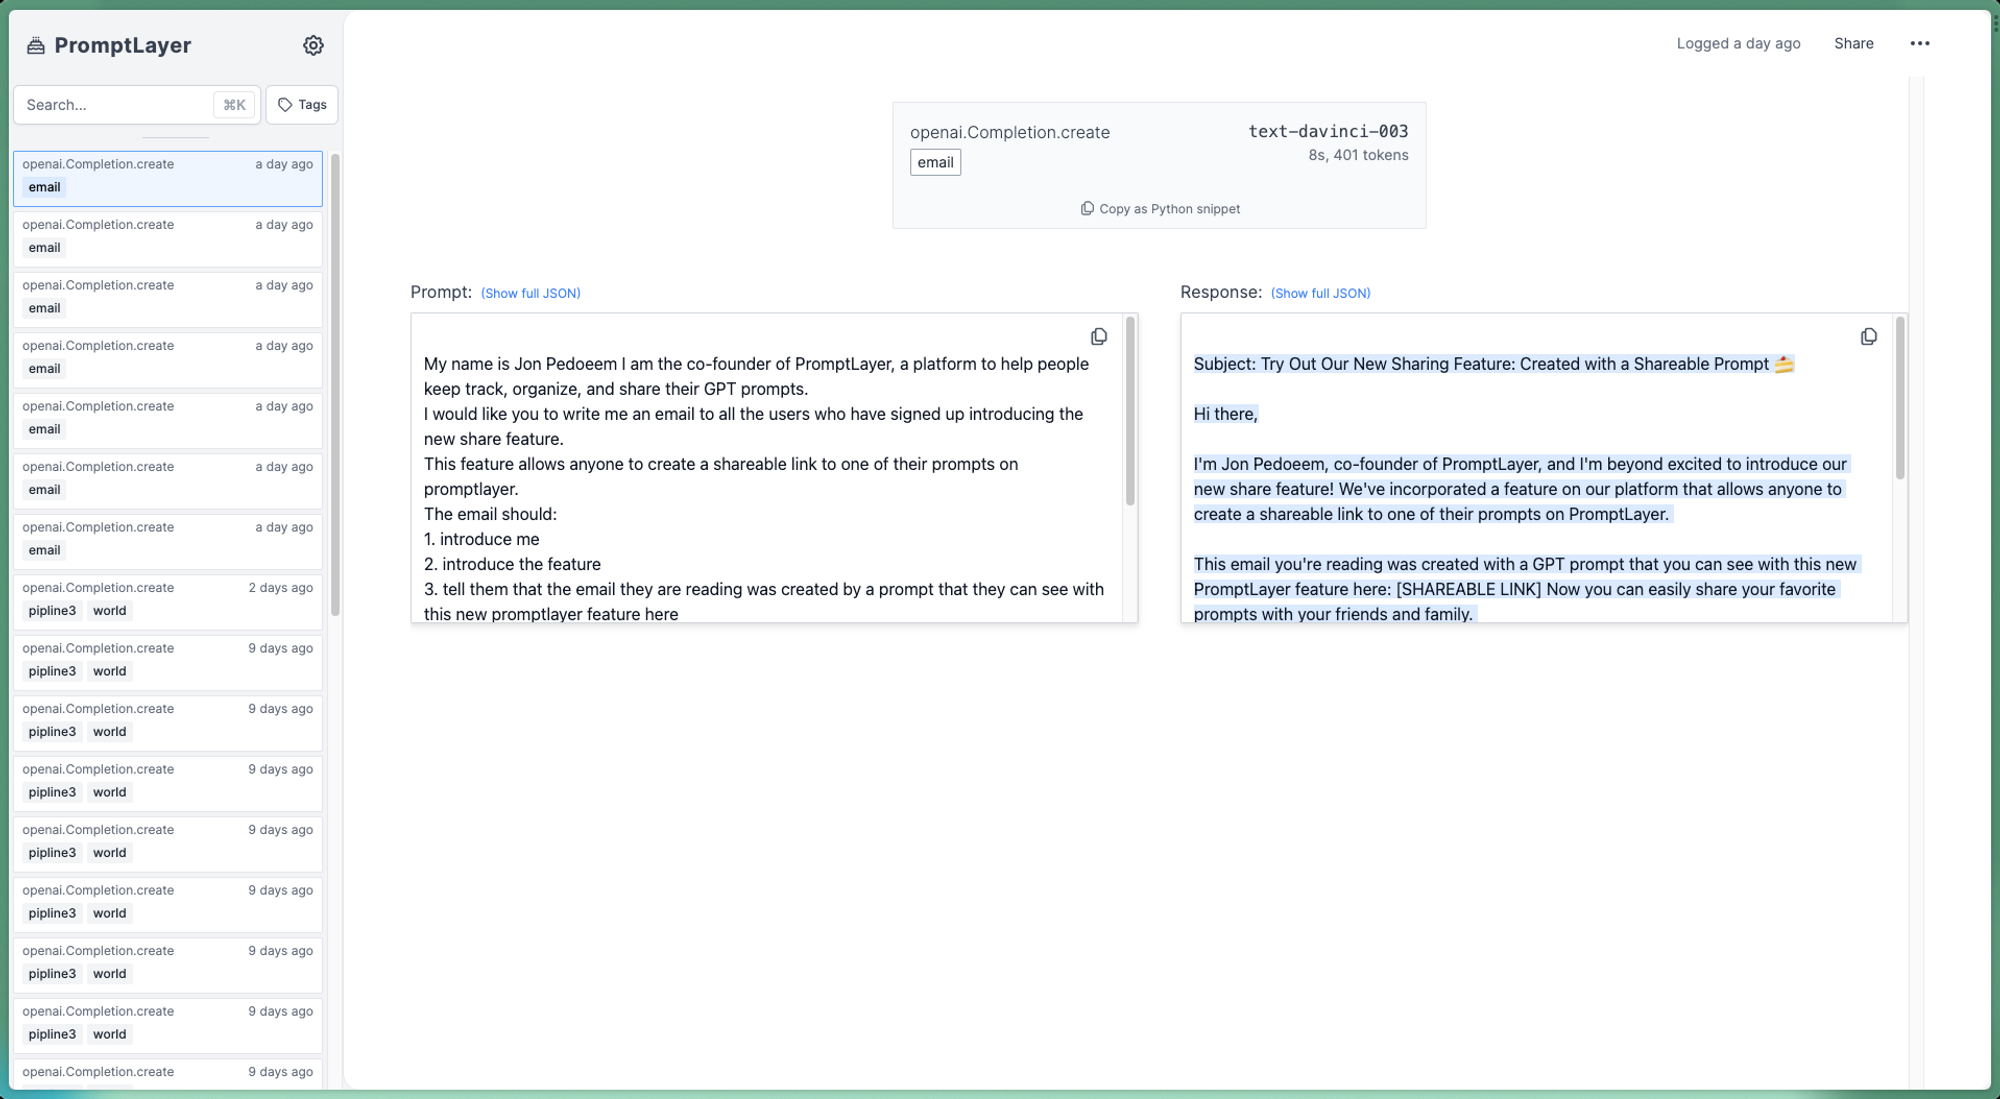 PromptLayer
Search...
⌘K
Tags
openai.Completion.create a day ago
email
openai.Completion.create a day ago
email
openai.Completion.create a day ago
email
openai.Completion.create a day ago
email
openai.Completion.create a day ago
email
openai.Completion.create a day ago
email
openai.Completion.create a day ago
email
openai.Completion.create 2 days ago
pipline3 world
openai.Completion.create 9 days ago
pipline3 world
openai.Completion.create 9 days ago
pipline3 world
openai.Completion.create 9 days ago
pipline3 world
openai.Completion.create 9 days ago
pipline3 world
openai.Completion.create 9 days ago
pipline3 world
openai.Completion.create 9 days ago
pipline3 world
openai.Completion.create 9 days ago
pipline3 world
openai.Completion.create 9 days ago
Logged a day ago
Share
openai.Completion.create
text-davinci-003
email
8s, 401 tokens
Copy as Python snippet
Prompt: (Show full JSON)
My name is Jon Pedoeem I am the co-founder of PromptLayer, a platform to help people
keep track, organize, and share their GPT prompts.
I would like you to write me an email to all the users who have signed up introducing the
new share feature.
This feature allows anyone to create a shareable link to one of their prompts on
promptlayer.
The email should:
1. introduce me
2. introduce the feature
3. tell them that the email they are reading was created by a prompt that they can see with
this new promptlayer feature here
Response: (Show full JSON)
Subject: Try Out Our New Sharing Feature: Created with a Shareable Prompt 🍰
Hi there,
I'm Jon Pedoeem, co-founder of PromptLayer, and I'm beyond excited to introduce our
new share feature! We've incorporated a feature on our platform that allows anyone to
create a shareable link to one of their prompts on PromptLayer.
This email you're reading was created with a GPT prompt that you can see with this new
PromptLayer feature here: [SHAREABLE LINK] Now you can easily share your favorite
prompts with your friends and family.